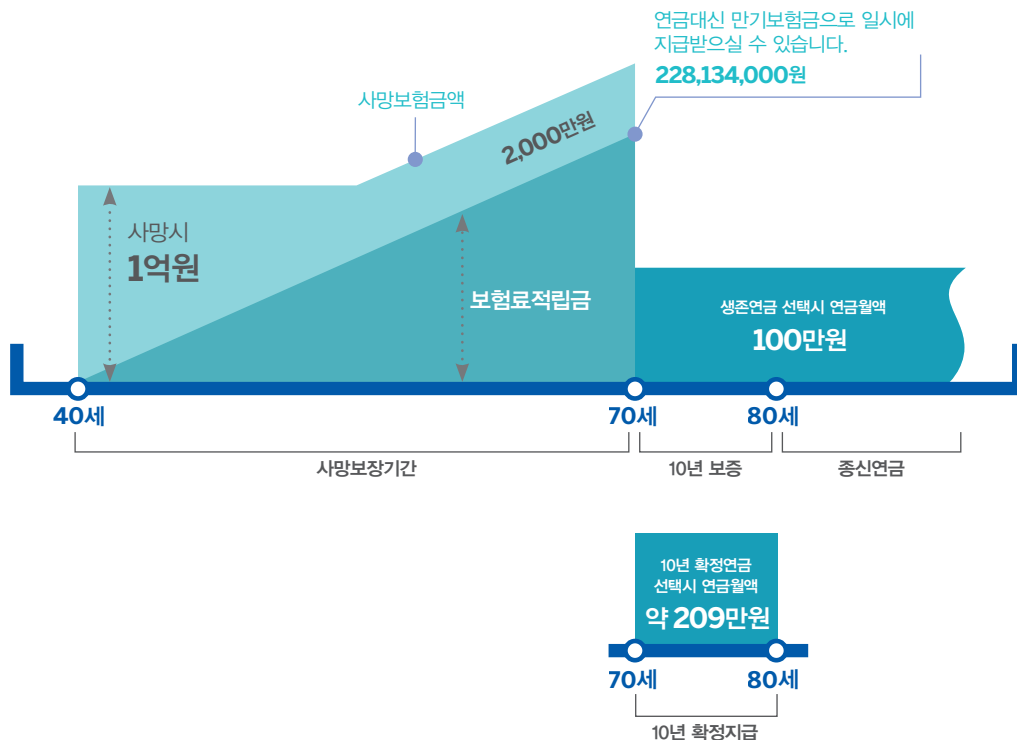 연금대신 만기보험금으로 일시에
지급받으실 수 있습니다.
228,134,000원
사망보험금액
2,000만원
사망시
1억원
보험료적립금
생존연금 선택시 연금월액
100만원
40세
70세
80세
사망보장기간
10년 보증
종신연금
10년 확정연금
선택시 연금월액
약 209만원
70세
80세
10년 확정지급